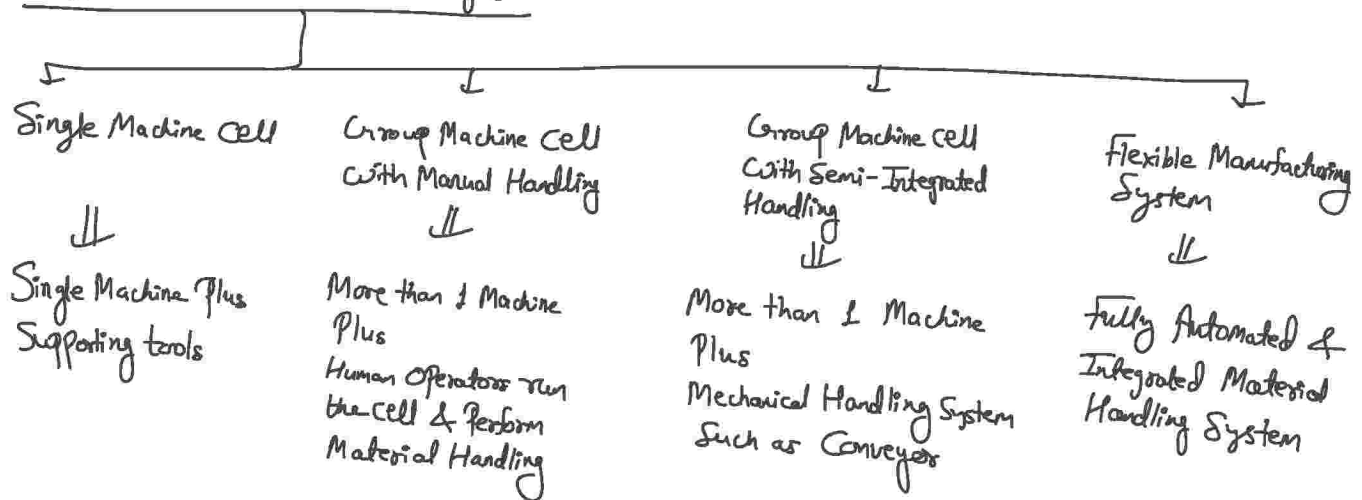 Single Machine Cell
Group Machine Cell
With Manual Handling
Group Machine cell
With Semi-Integrated
Handling
Flexible Manufacturing
System
Single Machine Plus
Supporting tools
More than 1 Machine
Plus
Human Operators run
the cell & Perform
Material Handling
More than 1 Machine
Plus
Mechanical Handling System
Such as Conveyor
Fully Automated &
Integrated Material
Handling System